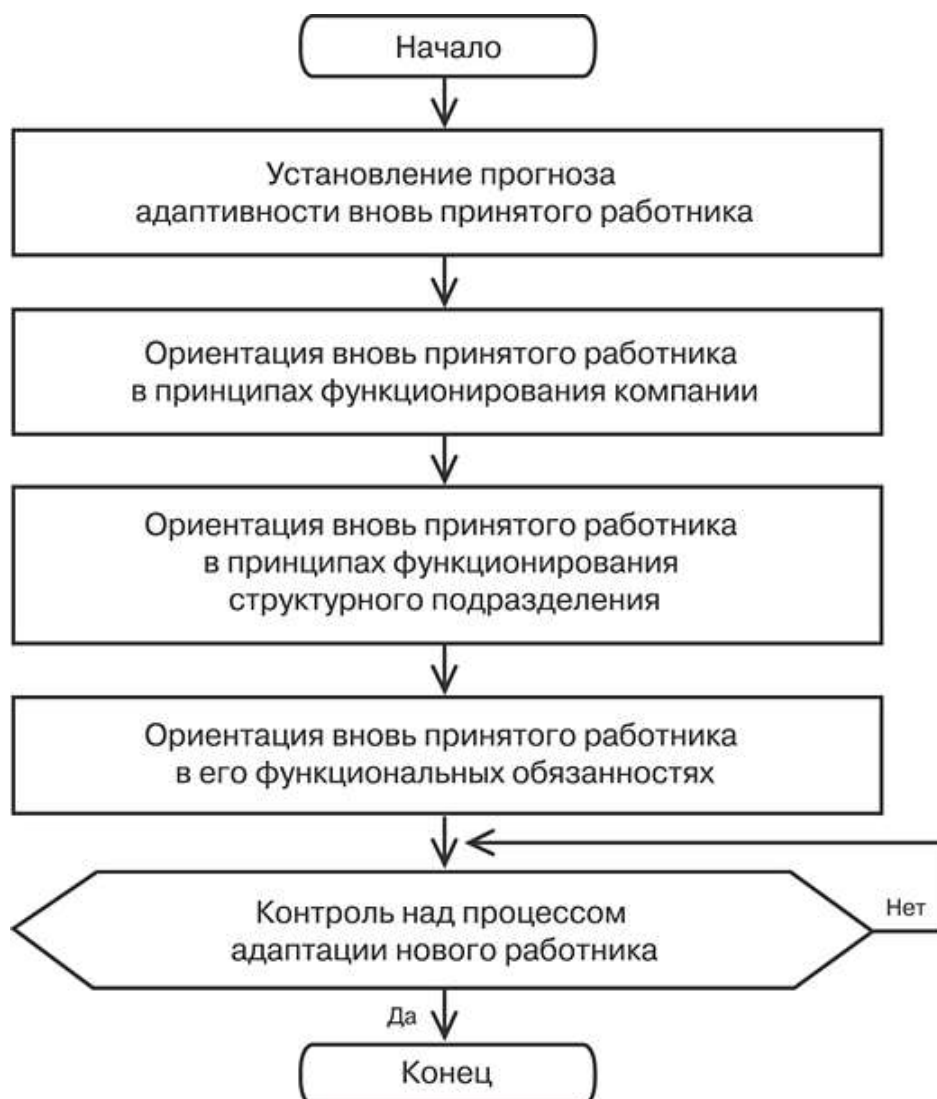 Начало
Установление прогноза
адаптивности вновь принятого работника
Ориентация вновь принятого работника
в принципах функционирования компании
Ориентация вновь принятого работника
в принципах функционирования
структурного подразделения
Ориентация вновь принятого работника
в его функциональных обязанностях
Контроль над процессом
адаптации нового работника
Нет
Да
Конец